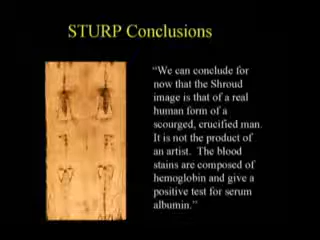 STURP Conclusions
“We can conclude for
now that the Shroud
image is that of a real
human form of a
scourged, crucified man.
It is not the product of
an artist.  The blood
stains are composed of
hemoglobin and give a
positive test for serum
albumin.”